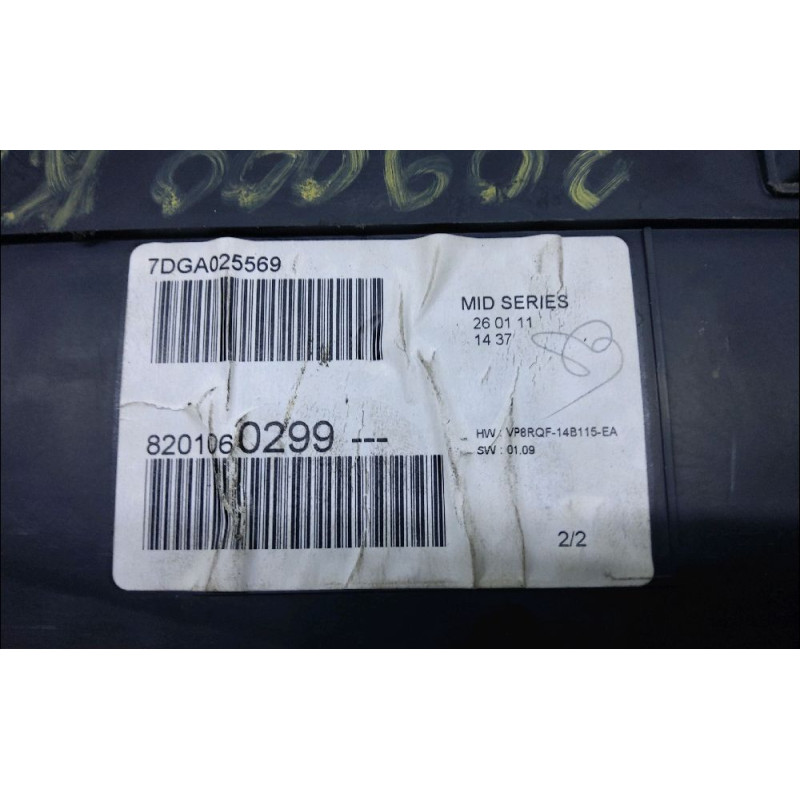 7DGA025569
MID SERIES
26 01 11
14 37
8201060299 ---
HW : VP8RQF-14B115-EA
SW : 01.09
2/2